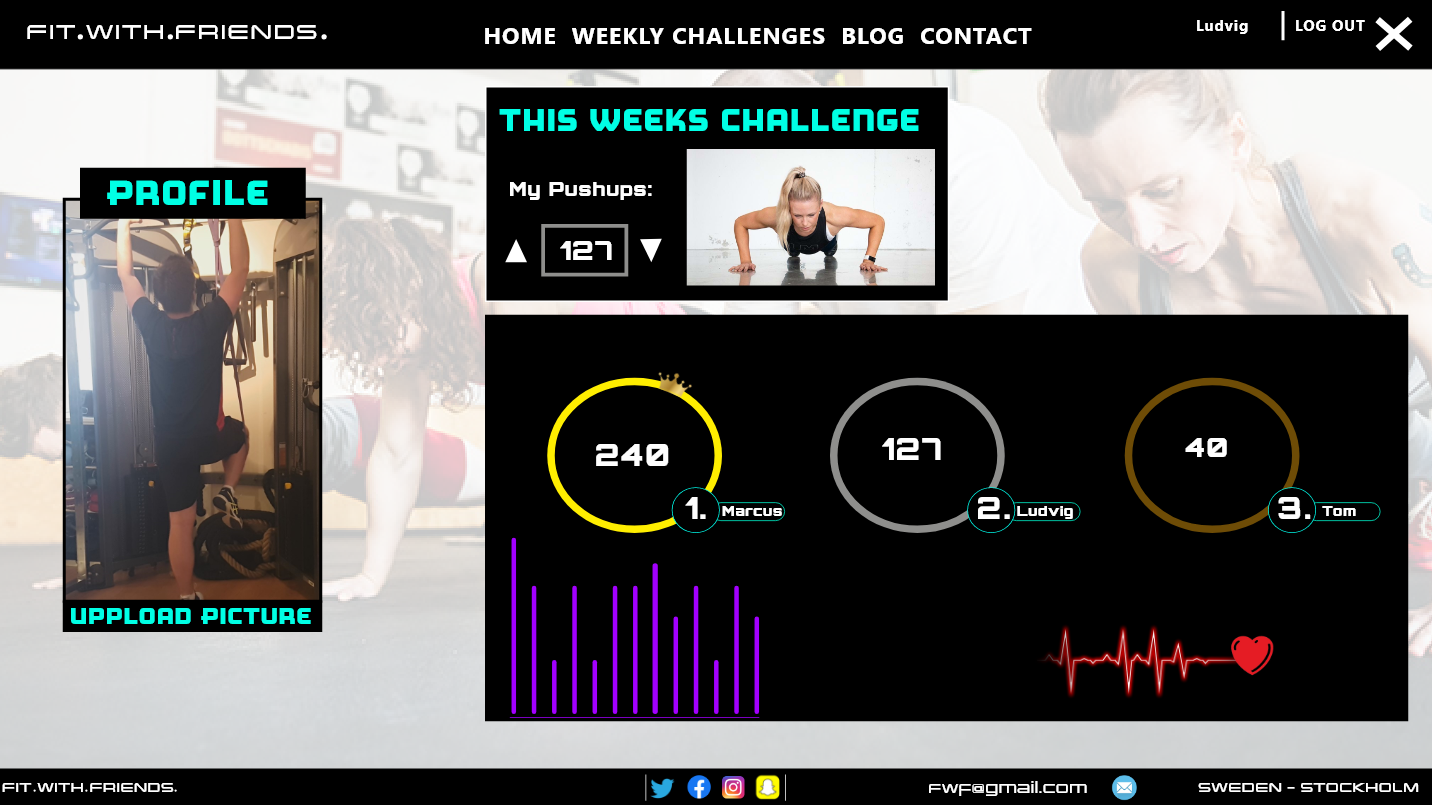 FIT.WITH.FRIENDS.
HOME WEEKLY CHALLENGES BLOG CONTACT
Ludvig
LOG OUT
THIS WEEKS CHALLENGE
My Pushups:
127
PROFILE
UPPLOAD PICTURE
240
1. Marcus
127
2. Ludvig
40
3. Tom
FIT.WITH.FRIENDS.
FWF@gmail.com
SWEDEN - STOCKHOLM